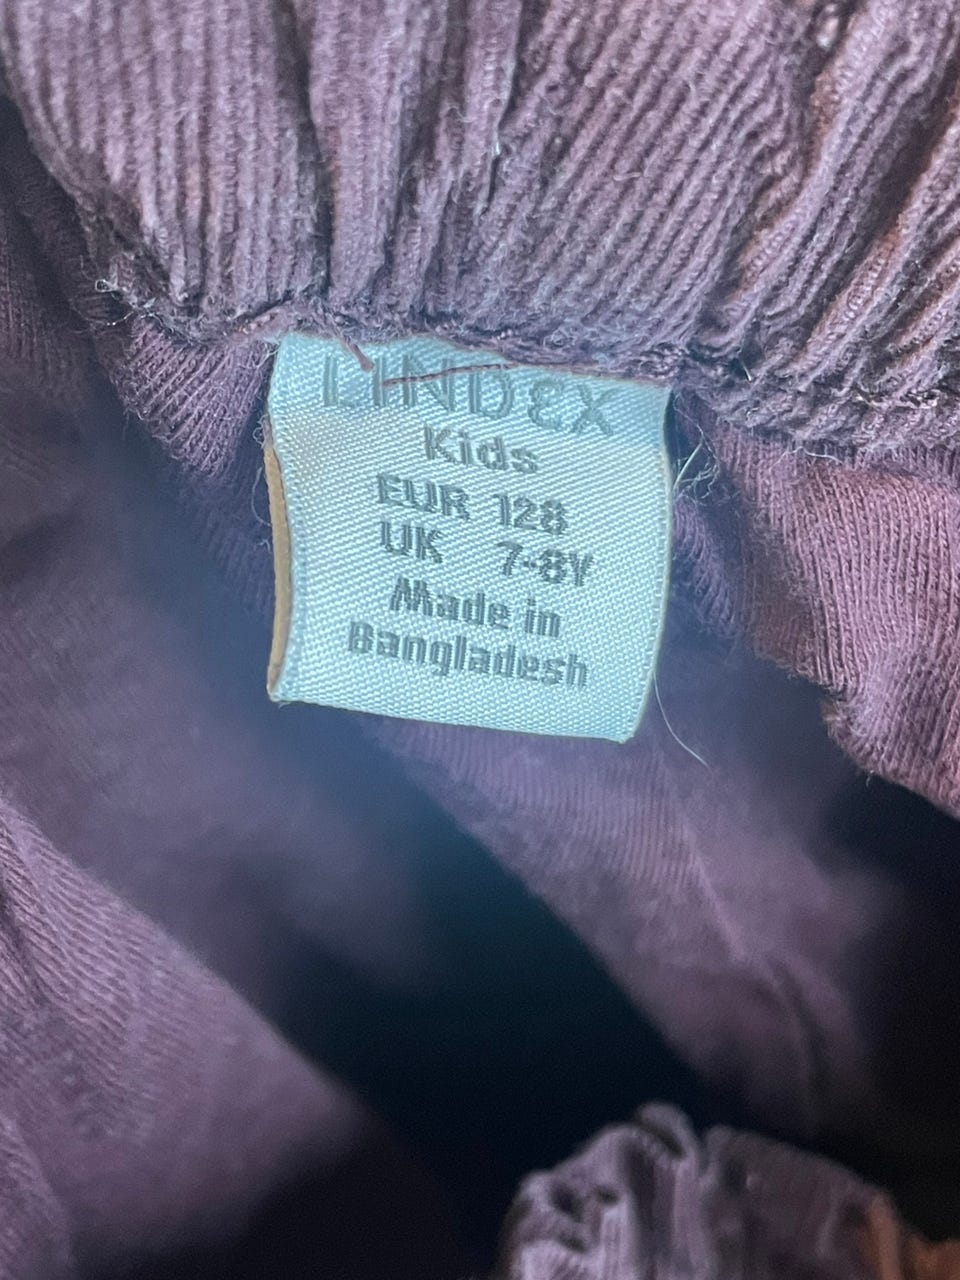 LINDEX
Kids
EUR 128
UK 7-8Y
Made in
Bangladesh